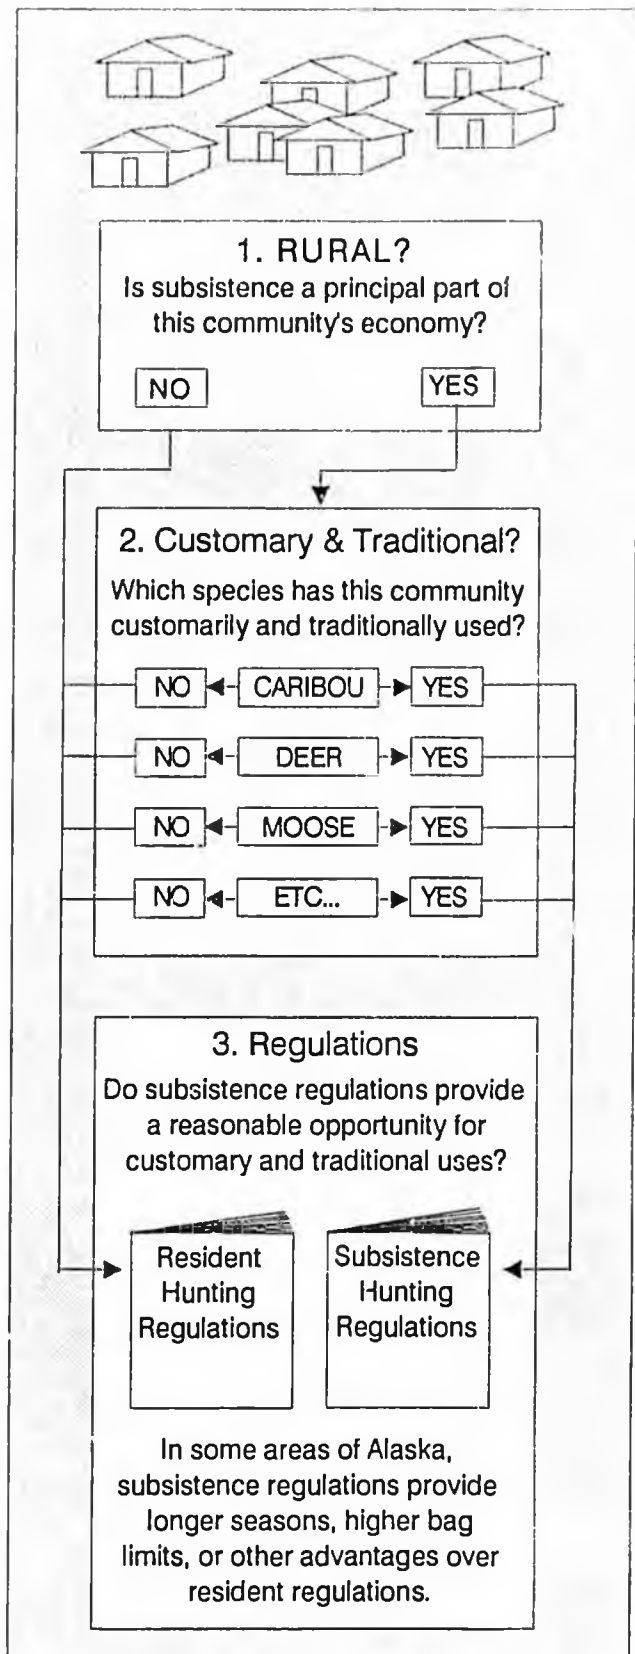 1. RURAL?
Is subsistence a principal part of
this community's economy?
NO YES
2. Customary & Traditional?
Which species has this community
customarily and traditionally used?
NO CARIBOU YES
NO DEER YES
NO MOOSE YES
NO ETC... YES
3. Regulations
Do subsistence regulations provide
a reasonable opportunity for
customary and traditional uses?
Resident
Hunting
Regulations
Subsistence
Hunting
Regulations
In some areas of Alaska,
subsistence regulations provide
longer seasons, higher bag
limits, or other advantages over
resident regulations.